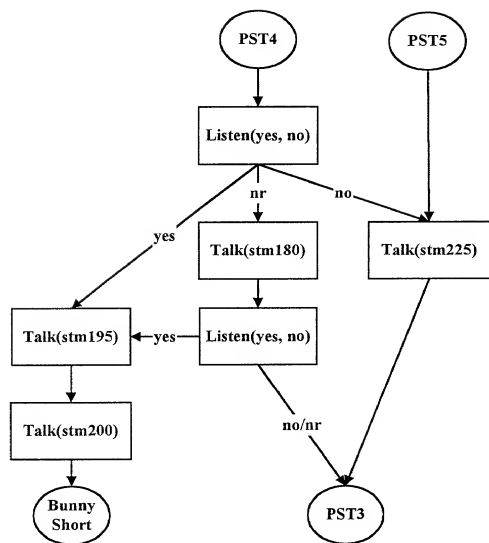 PST4
PST5
Listen(yes, no)
yes
nr
no
Talk(stm180)
Talk(stm225)
Talk(stm195)
yes
Listen(yes, no)
Talk(stm200)
no/nr
Bunny
Short
PST3